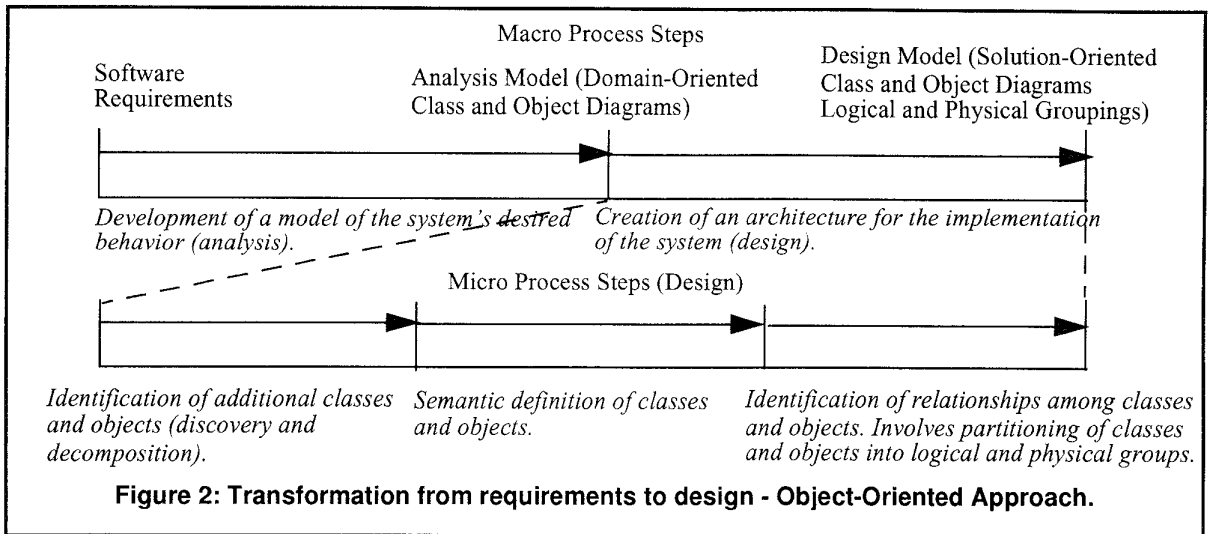 Macro Process Steps
Software
Requirements
Analysis Model (Domain-Oriented
Class and Object Diagrams)
Design Model (Solution-Oriented
Class and Object Diagrams
Logical and Physical Groupings)
Development of a model of the system's desired
behavior (analysis).
Creation of an architecture for the implementation
of the system (design).
Micro Process Steps (Design)
Identification of additional classes
and objects (discovery and
decomposition).
Semantic definition of classes
and objects.
Identification of relationships among classes
and objects. Involves partitioning of classes
and objects into logical and physical groups.
Figure 2: Transformation from requirements to design - Object-Oriented Approach.